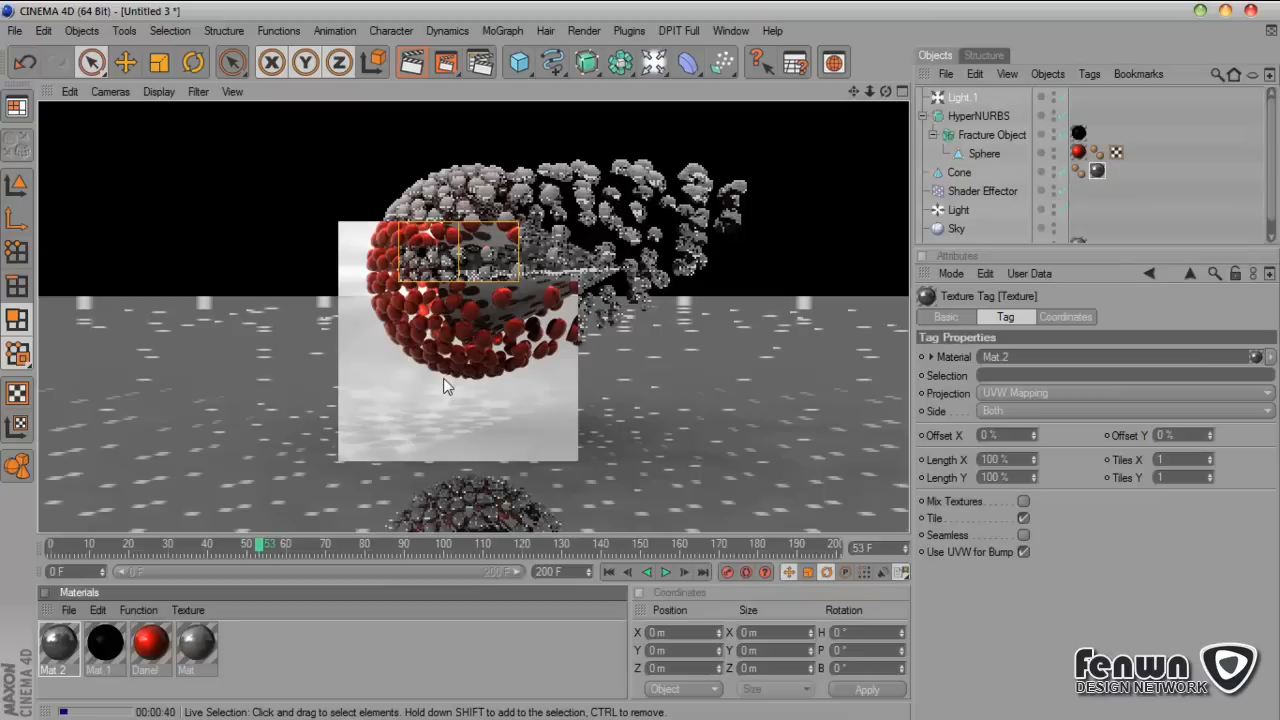 CINEMA 4D (64 Bit) - [Untitled 3 *]
File Edit Objects Tools Selection Structure Functions Animation Character Dynamics MoGraph Hair Render Plugins DPIT Full Window Help
Objects Structure
File Edit View Objects Tags Bookmarks
Edit Cameras Display Filter View
Light.1
HyperNURBS
Fracture Object
Sphere
Cone
Shader Effector
Light
Sky
Attributes
Mode Edit User Data
Texture Tag [Texture]
Basic Tag Coordinates
Tag Properties
Material Mat.2
Selection
Projection UVW Mapping
Side Both
Offset X 0 % Offset Y 0 %
Length X 100 % Tiles X 1
Length Y 100 % Tiles Y 1
Mix Textures
Tile
Seamless
Use UVW for Bump
0 10 20 30 40 50 53 60 70 80 90 100 110 120 130 140 150 160 170 180 190 20 53 F
0 F 0 F 200 F 200 F
Materials
File Edit Function Texture
Mat.2 Mat.1 Daniel Mat
Coordinates
Position Size Rotation
X 0 m X 0 m H 0 °
Y 0 m Y 0 m P 0 °
Z 0 m Z 0 m B 0 °
Object Size Apply
MAXON
CINEMA 4D
00:00:40 Live Selection: Click and drag to select elements. Hold down SHIFT to add to the selection, CTRL to remove.
fenwn
DESIGN NETWORK